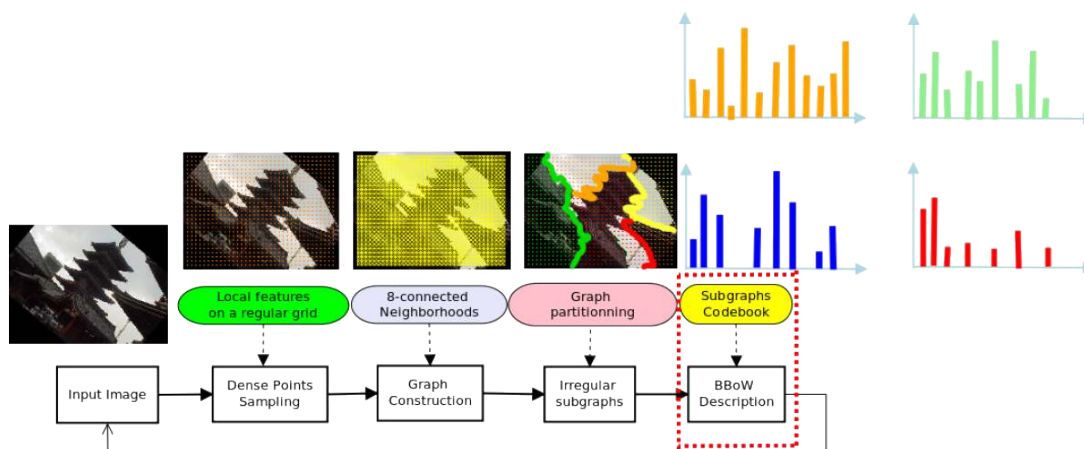 Local features
on a regular grid
8-connected
Neighborhoods
Graph
partitionning
Subgraphs
Codebook
Input Image
Dense Points
Sampling
Graph
Construction
Irregular
subgraphs
BBoW
Description